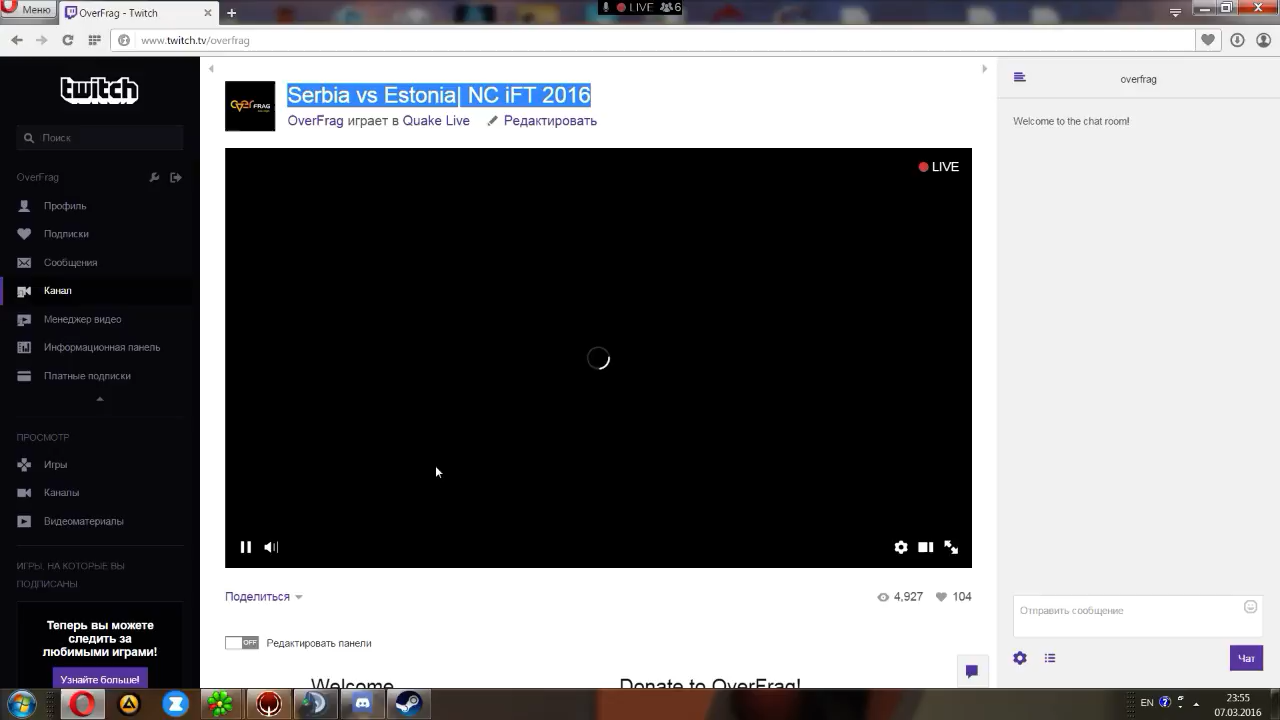 Меню
OverFrag - Twitch
LIVE 6
www.twitch.tv/overfrag
twitch
Поиск
OverFrag
Профиль
Подписки
Сообщения
Канал
Менеджер видео
Информационная панель
Платные подписки
ПРОСМОТР
Игры
Каналы
Видеоматериалы
ИГРЫ, НА КОТОРЫЕ ВЫ
ПОДПИСАНЫ
Теперь вы можете
следить за
любимыми играми!
Узнайте больше!
OVERFRAG
Serbia vs Estonia| NC iFT 2016
OverFrag играет в Quake Live Редактировать
LIVE
Поделиться
4,927 104
OFF Редактировать панели
Welcome
Donate to OverFrag!
overfrag
Welcome to the chat room!
Отправить сообщение
Чат
EN
23:55
07.03.2016